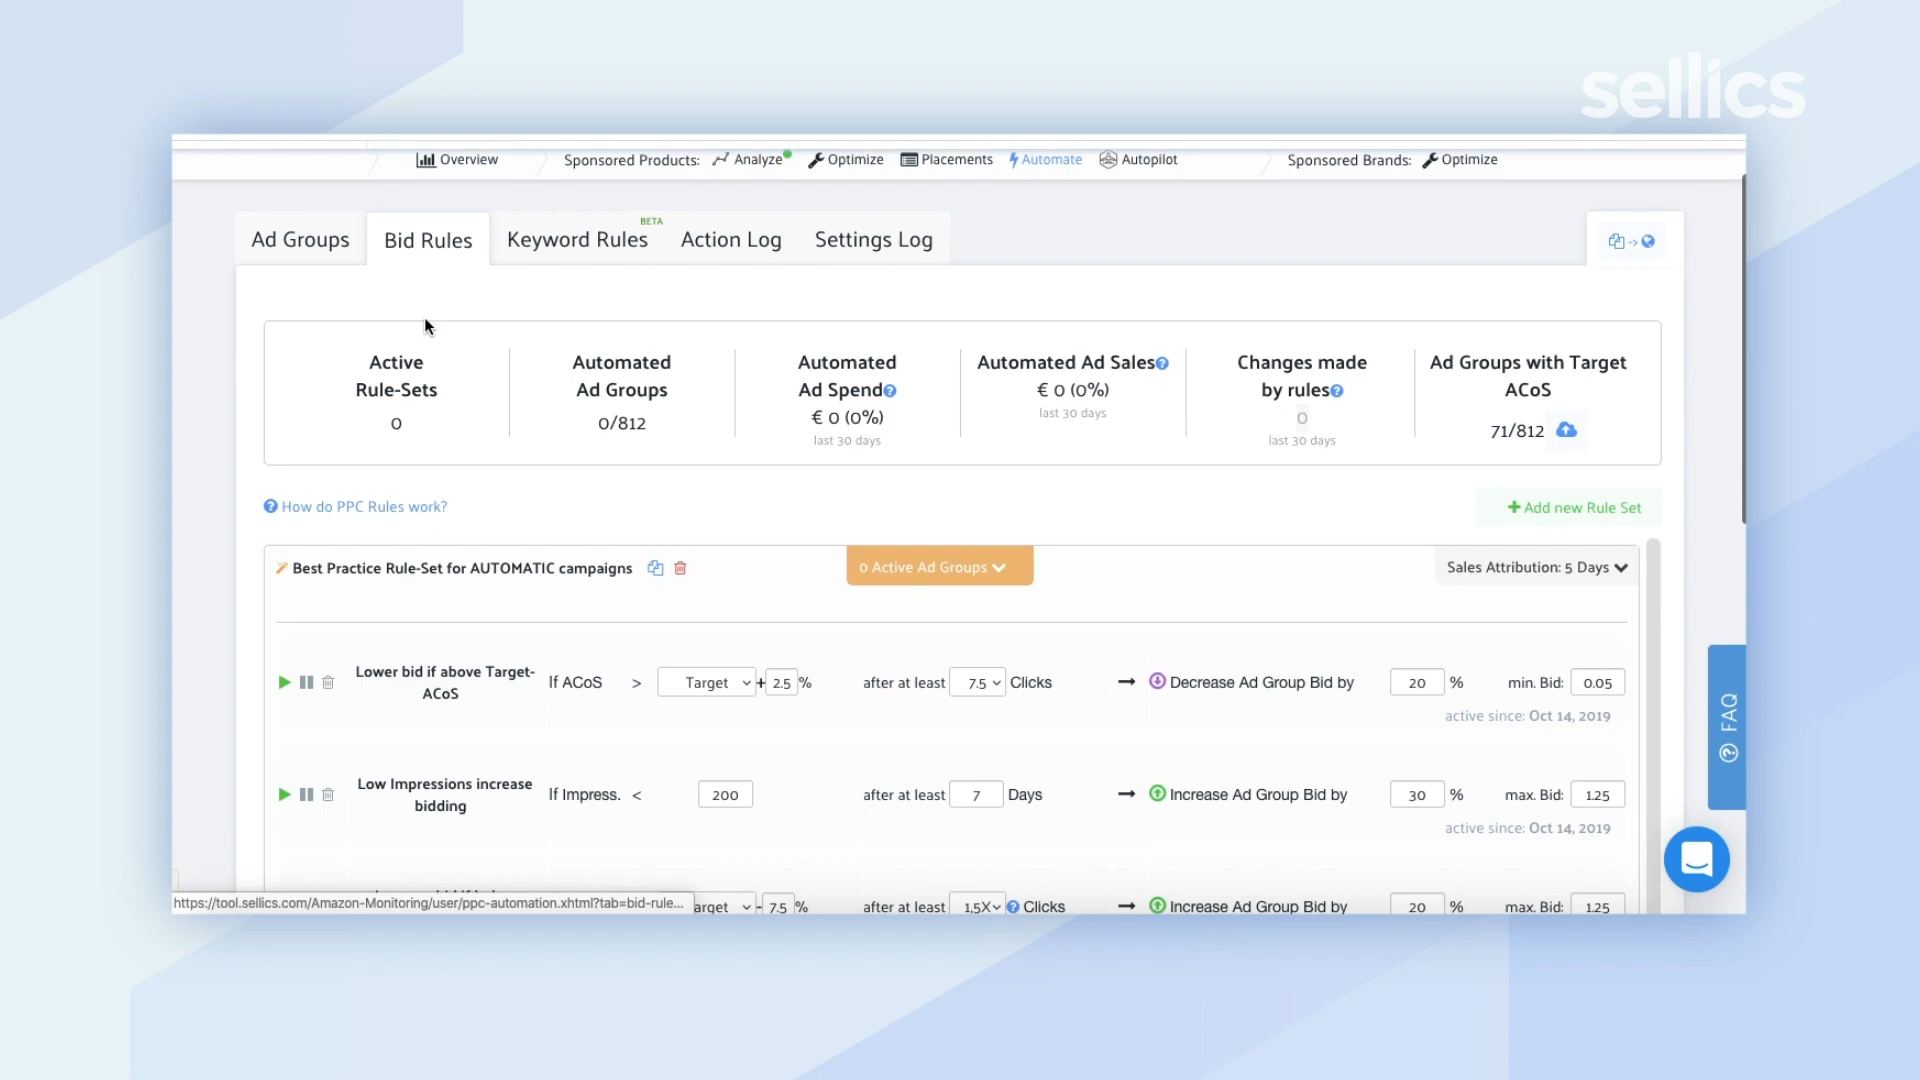 sellics
Overview Sponsored Products: Analyze Optimize Placements Automate Autopilot Sponsored Brands: Optimize
Ad Groups Bid Rules Keyword Rules BETA Action Log Settings Log
Active Rule-Sets
0
Automated Ad Groups
0/812
Automated Ad Spend
€ 0 (0%)
last 30 days
Automated Ad Sales
€ 0 (0%)
last 30 days
Changes made by rules
0
last 30 days
Ad Groups with Target ACoS
71/812
How do PPC Rules work?
Add new Rule Set
Best Practice Rule-Set for AUTOMATIC campaigns 0 Active Ad Groups Sales Attribution: 5 Days
Lower bid if above Target-ACoS If ACoS > Target + 2.5 % after at least 7.5 Clicks → Decrease Ad Group Bid by 20 % min. Bid: 0.05
active since: Oct 14, 2019
Low Impressions increase bidding If Impress. < 200 after at least 7 Days → Increase Ad Group Bid by 30 % max. Bid: 1.25
active since: Oct 14, 2019
arget - 7.5 % after at least 1,5X Clicks → Increase Ad Group Bid by 20 % max. Bid: 1.25
https://tool.sellics.com/Amazon-Monitoring/user/ppc-automation.xhtml?tab=bid-rule...
FAQ